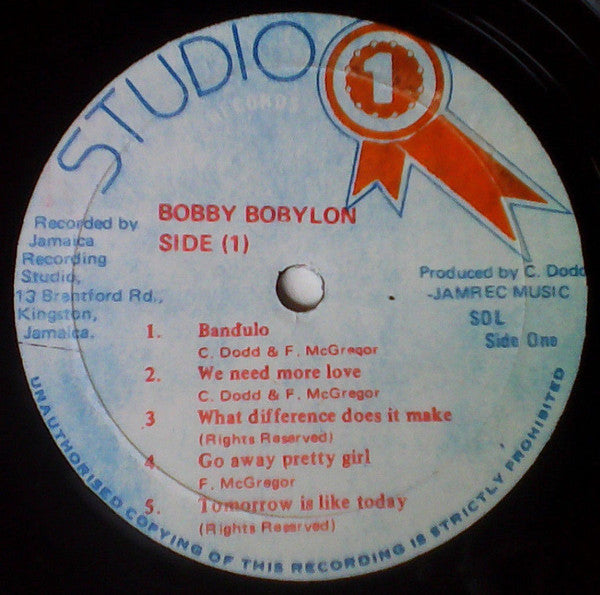 STUDIO
1
RECORDS
BOBBY BOBYLON
SIDE (1)
Recorded by
Jamaica
Recording
Studio,
13 Brentford Rd.,
Kingston,
Jamaica.
Produced by C. Dodd
-JAMREC MUSIC
SOL
Side One
1. Bandulo
C. Dodd & F. McGregor
2. We need more love
C. Dodd & F. McGregor
3 What difference does it make
(Rights Reserved)
4. Go away pretty girl
F. McGregor
5. Tomorrow is like today
(Rights Reserved)
UNAUTHORISED COPYING OF THIS RECORDING IS STRICTLY PROHIBITED